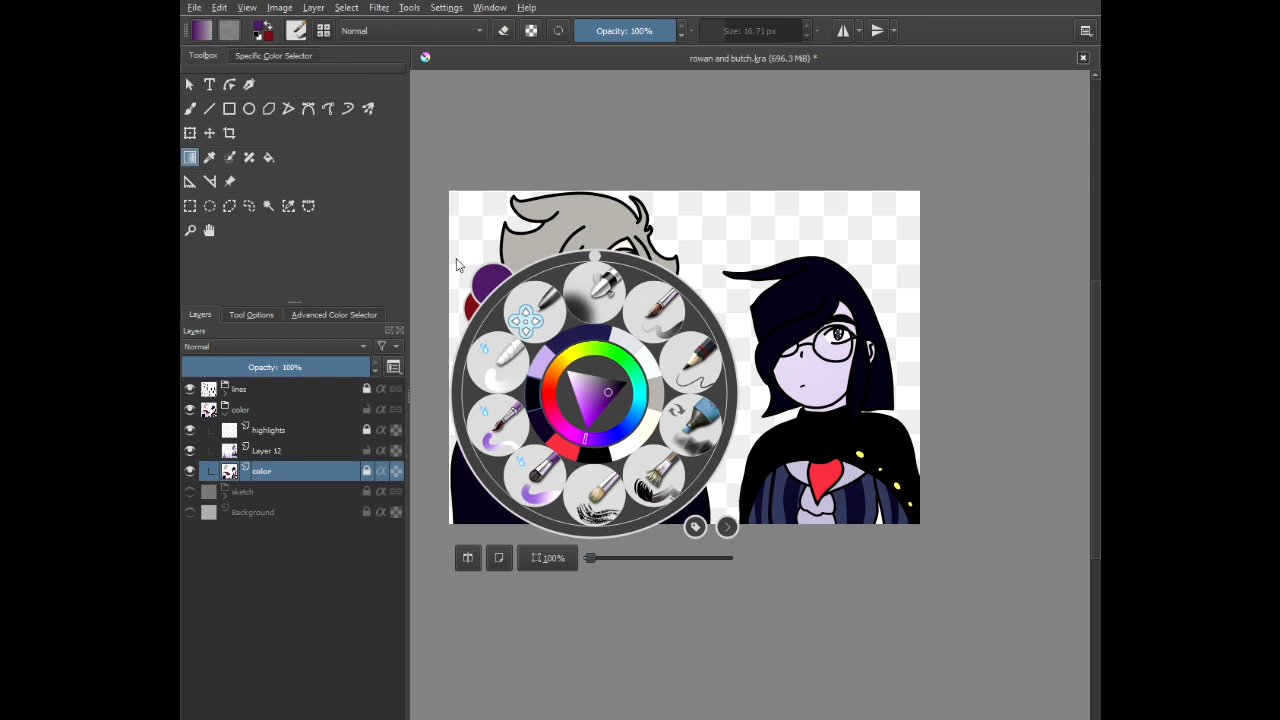 File Edit View Image Layer Select Filter Tools Settings Window Help
Normal Opacity: 100% Size: 16.71 px
Toolbox Specific Color Selector
rowan and butch.kra (696.3 MiB) *
Layers Tool Options Advanced Color Selector
Layers
Normal
Opacity: 100%
lines
color
highlights
Layer 12
color
sketch
Background
100%